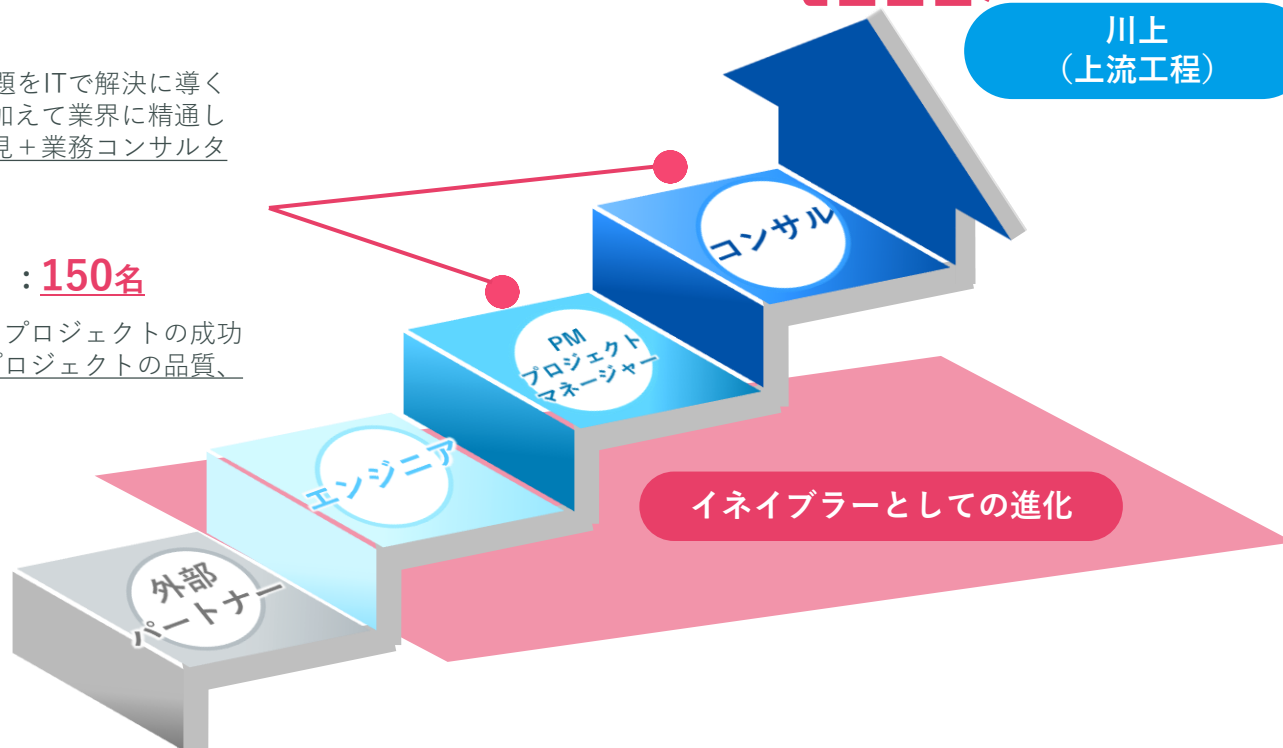 川上
（上流工程）
題をITで解決に導く
加えて業界に精通し
見＋業務コンサルタ
：150名
プロジェクトの成功
プロジェクトの品質、
コンサル
PM
プロジェクト
マネージャー
エンジニア
外部
パートナー
イネイブラーとしての進化